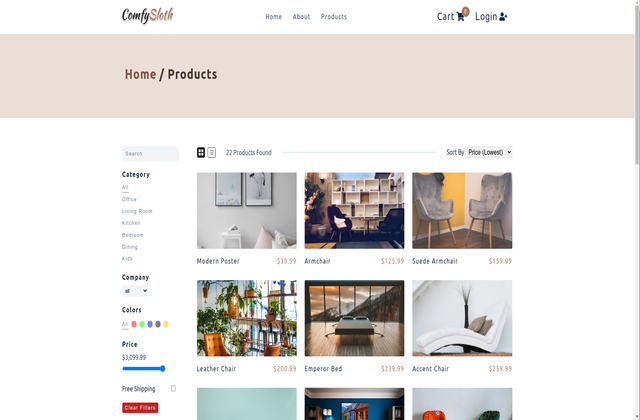 ComfySloth
Home About Products
Cart 0 Login
Home / Products
Search
22 Products Found
Sort By Price (Lowest)
Category
All
Office
Living Room
Kitchen
Bedroom
Dining
Kids
Company
all
Colors
All
Price
$3,099.99
Free Shipping
Clear Filters
Modern Poster $30.99
Armchair $125.99
Suede Armchair $159.99
Leather Chair $200.99
Emperor Bed $239.99
Accent Chair $259.99